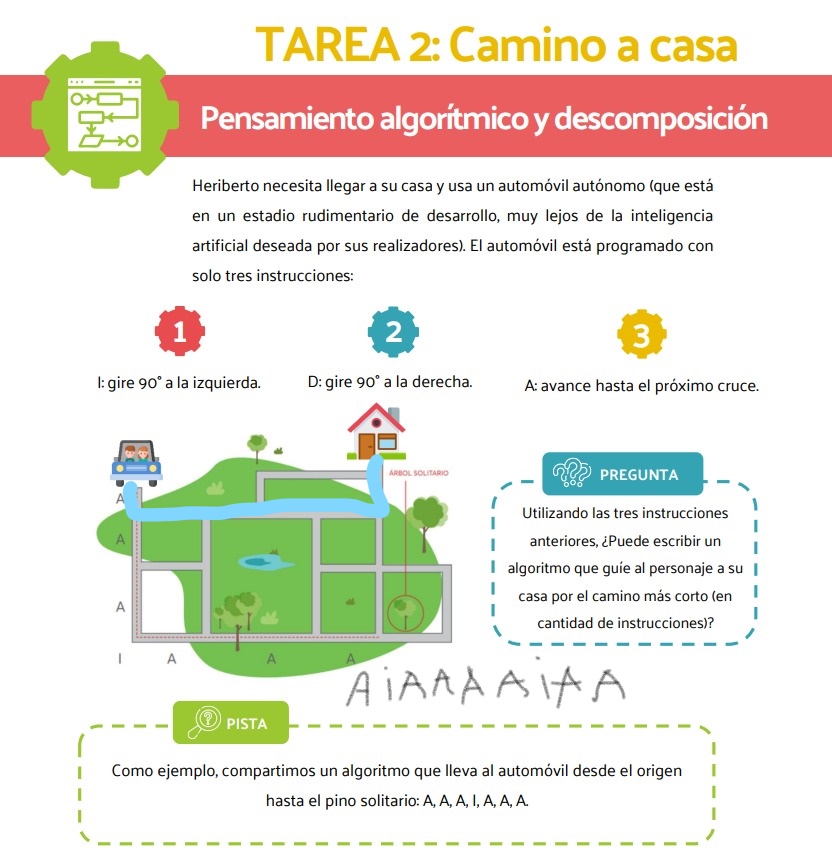 TAREA 2: Camino a casa
Pensamiento algorítmico y descomposición
Heriberto necesita llegar a su casa y usa un automóvil autónomo (que está
en un estadio rudimentario de desarrollo, muy lejos de la inteligencia
artificial deseada por sus realizadores). El automóvil está programado con
solo tres instrucciones:
1
2
3
I: gire 90° a la izquierda.
D: gire 90° a la derecha.
A: avance hasta el próximo cruce.
ÁRBOL SOLITARIO
A
A
A
I A A A
PREGUNTA
Utilizando las tres instrucciones
anteriores, ¿Puede escribir un
algoritmo que guíe al personaje a su
casa por el camino más corto (en
cantidad de instrucciones)?
AiAAAAiAA
PISTA
Como ejemplo, compartimos un algoritmo que lleva al automóvil desde el origen
hasta el pino solitario: A, A, A, I, A, A, A.